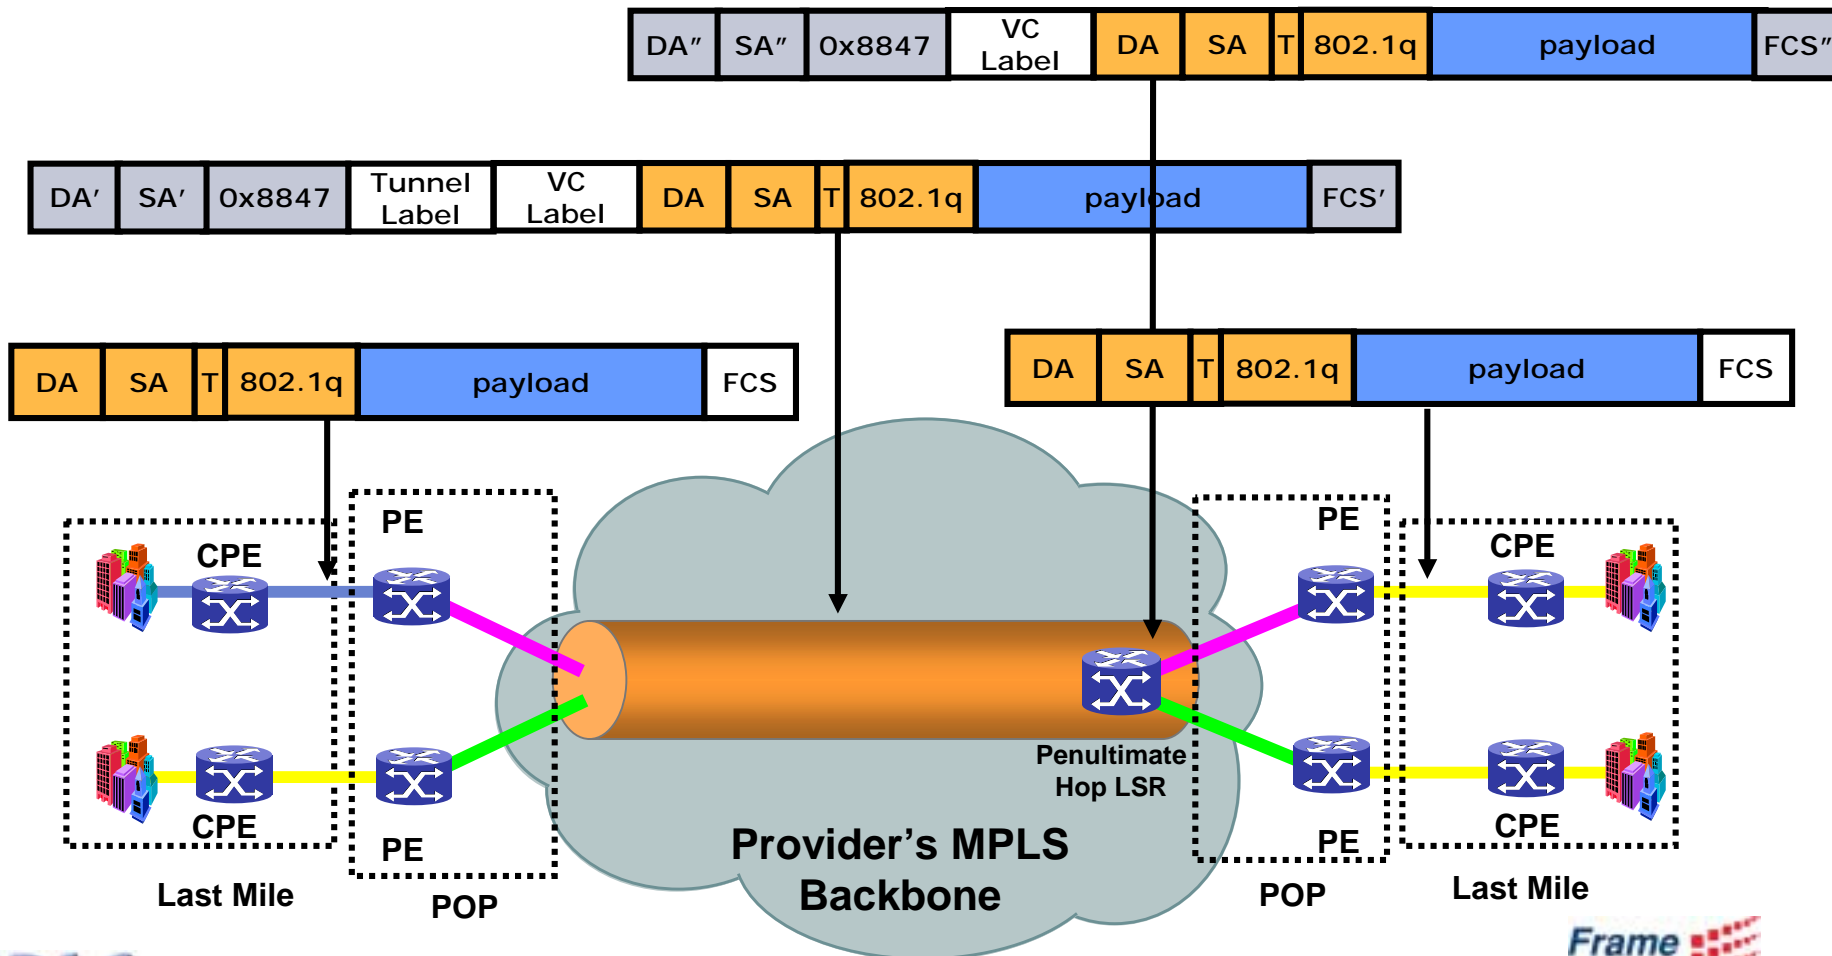 DA" SA" 0x8847 VC Label DA SA T 802.1q payload FCS"
DA' SA' 0x8847 Tunnel Label VC Label DA SA T 802.1q payload FCS'
DA SA T 802.1q payload FCS
DA SA T 802.1q payload FCS
PE
CPE
PE
CPE
CPE
PE
Last Mile
POP
Penultimate
Hop LSR
Provider's MPLS
Backbone
PE
CPE
POP
Last Mile
Frame